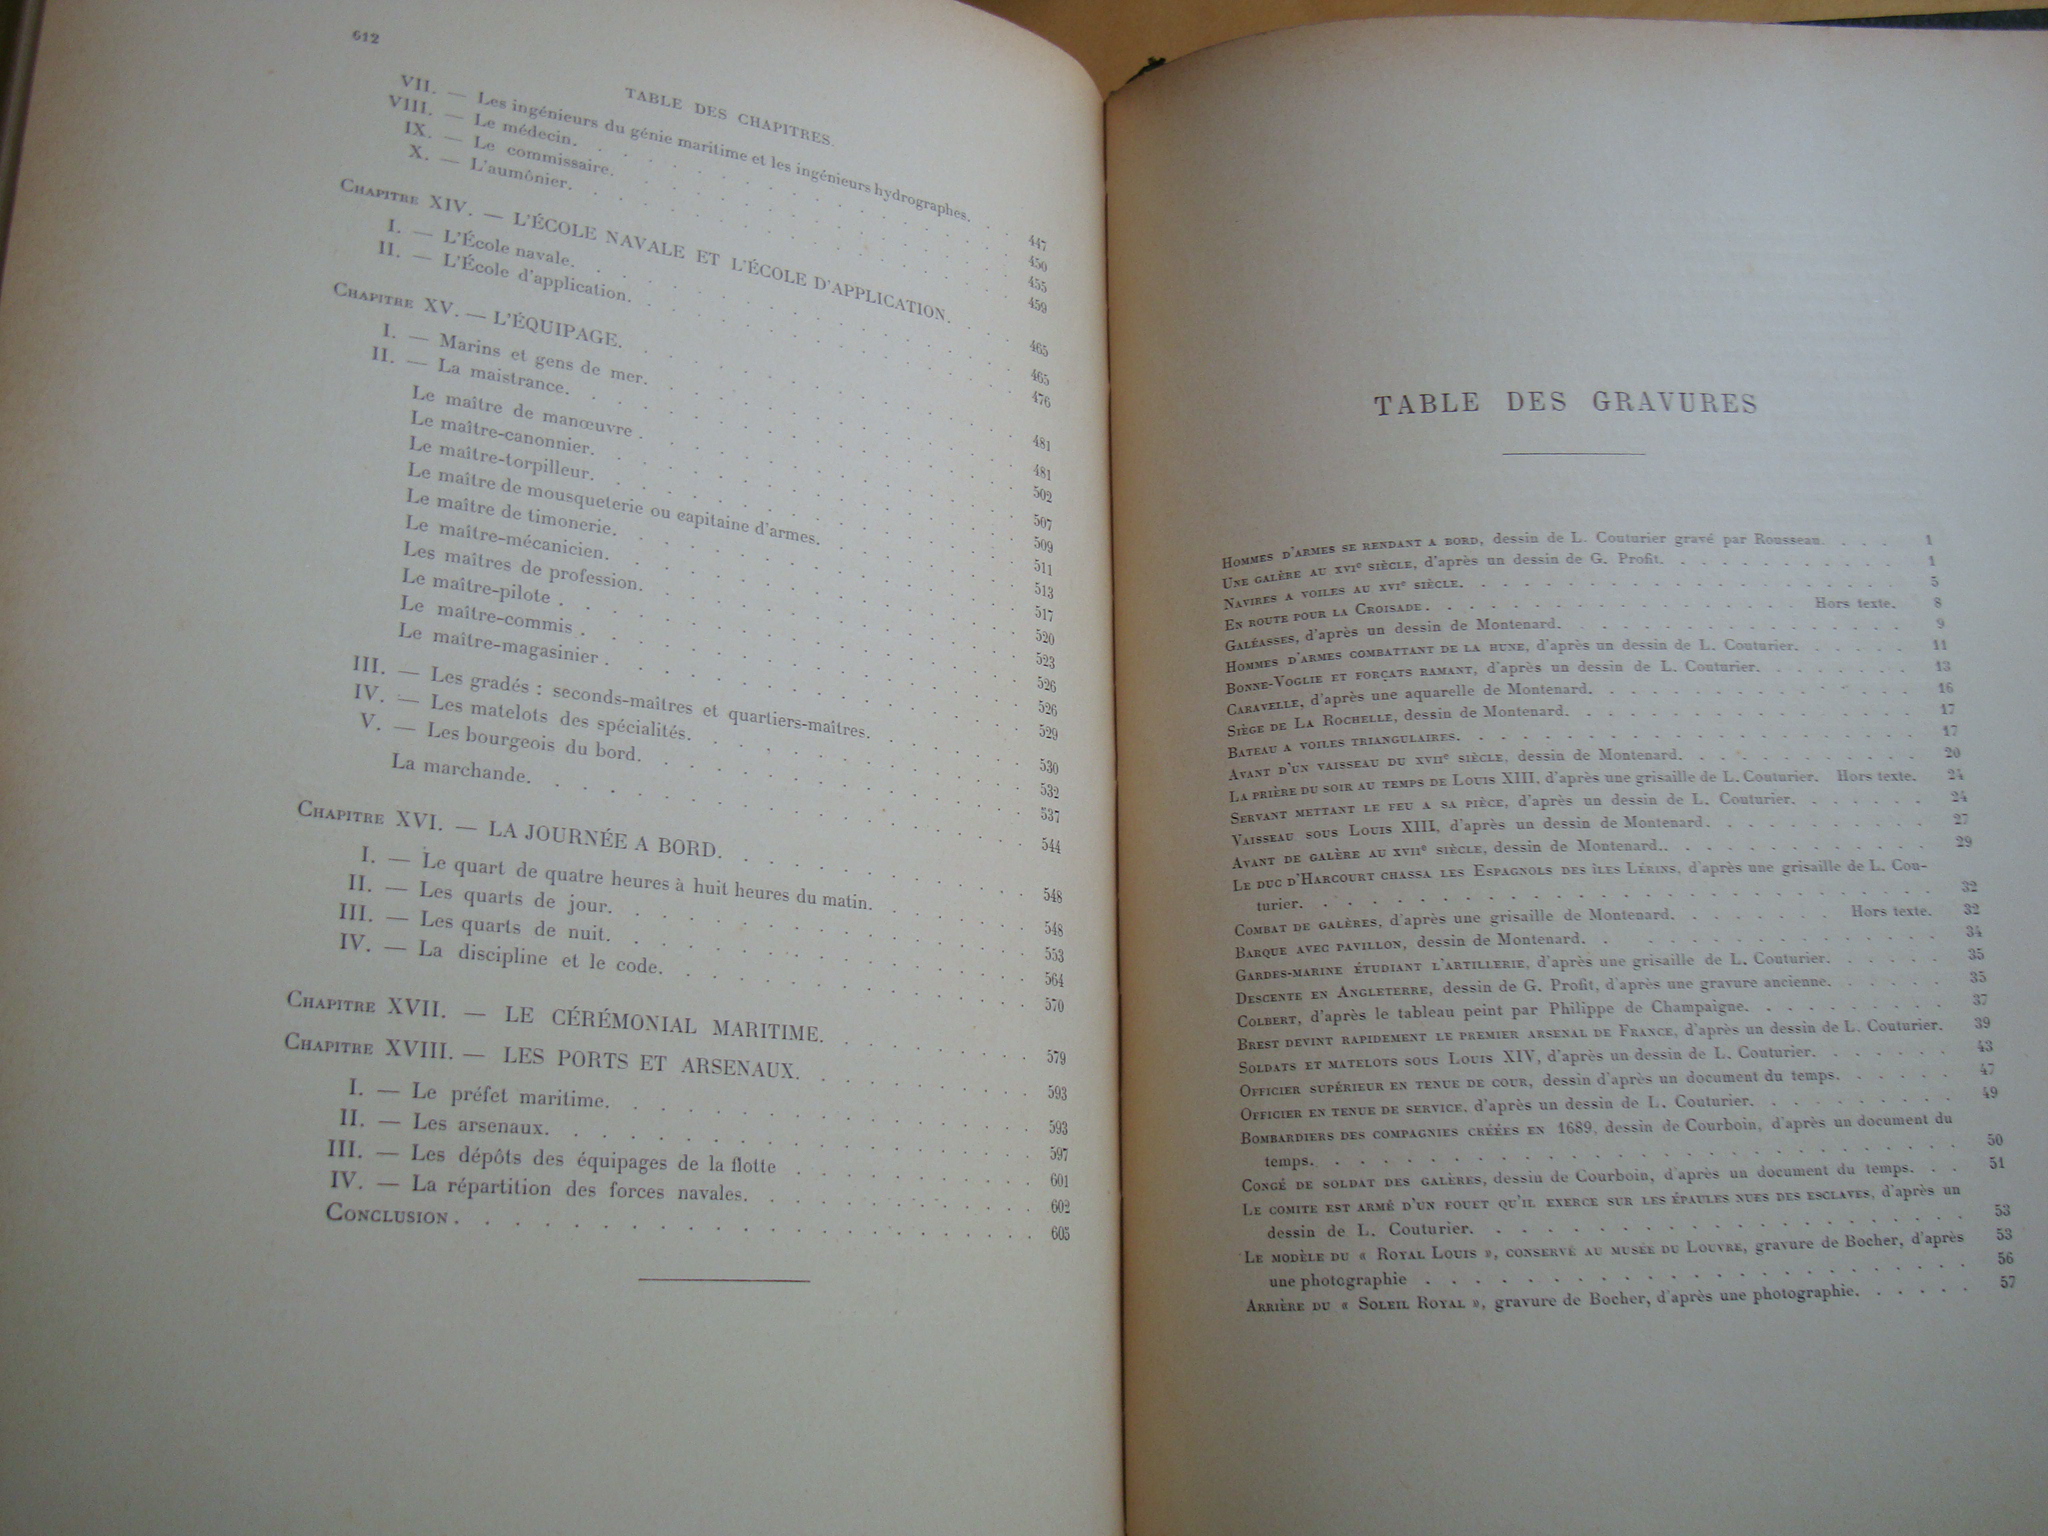 612
TABLE DES CHAPITRES.
VII. — Les ingénieurs du génie maritime et les ingénieurs hydrographes. 447
VIII. — Le médecin. 450
IX. — Le commissaire. 455
X. — L'aumônier. 459
CHAPITRE XIV. — L'ÉCOLE NAVALE ET L'ÉCOLE D'APPLICATION. 465
I. — L'École navale. 465
II. — L'École d'application. 476
CHAPITRE XV. — L'ÉQUIPAGE. 481
I. — Marins et gens de mer. 481
II. — La maistrance. 502
Le maître de manœuvre. 507
Le maître-canonnier. 509
Le maître-torpilleur. 511
Le maître de mousqueterie ou capitaine d'armes. 513
Le maître de timonerie. 517
Le maître-mécanicien. 520
Les maîtres de profession. 523
Le maître-pilote. 526
Le maître-commis. 526
Le maître-magasinier. 529
III. — Les gradés : seconds-maîtres et quartiers-maîtres. 530
IV. — Les matelots des spécialités. 532
V. — Les bourgeois du bord. 537
La marchande. 544
CHAPITRE XVI. — LA JOURNÉE A BORD. 548
I. — Le quart de quatre heures à huit heures du matin. 548
II. — Les quarts de jour. 553
III. — Les quarts de nuit. 564
IV. — La discipline et le code. 570
CHAPITRE XVII. — LE CÉRÉMONIAL MARITIME. 579
CHAPITRE XVIII. — LES PORTS ET ARSENAUX. 593
I. — Le préfet maritime. 593
II. — Les arsenaux. 597
III. — Les dépôts des équipages de la flotte 601
IV. — La répartition des forces navales. 602
CONCLUSION. 605
TABLE DES GRAVURES
HOMMES D'ARMES SE RENDANT A BORD, dessin de L. Couturier gravé par Rousseau. 1
UNE GALÈRE AU XVIe SIÈCLE, d'après un dessin de G. Profit. 1
NAVIRES A VOILES AU XVIe SIÈCLE. 5
EN ROUTE POUR LA CROISADE. Hors texte. 8
GALÉASSES, d'après un dessin de Montenard. 9
HOMMES D'ARMES COMBATTANT DE LA HUNE, d'après un dessin de L. Couturier. 11
BONNE-VOGLIE ET FORÇATS RAMANT, d'après un dessin de L. Couturier. 13
CARAVELLE, d'après une aquarelle de Montenard. 16
SIÈGE DE LA ROCHELLE, dessin de Montenard. 17
BATEAU A VOILES TRIANGULAIRES. 17
AVANT D'UN VAISSEAU DU XVIIe SIÈCLE, dessin de Montenard. 20
LA PRIÈRE DU SOIR AU TEMPS DE LOUIS XIII, d'après une grisaille de L. Couturier. Hors texte. 24
SERVANT METTANT LE FEU A SA PIÈCE, d'après un dessin de L. Couturier. 24
VAISSEAU SOUS LOUIS XIII, d'après un dessin de Montenard. 27
AVANT DE GALÈRE AU XVIIe SIÈCLE, dessin de Montenard. 29
LE DUC D'HARCOURT CHASSA LES ESPAGNOLS DES ÎLES LÉRINS, d'après une grisaille de L. Cou-
turier. 32
COMBAT DE GALÈRES, d'après une grisaille de Montenard. Hors texte. 32
BARQUE AVEC PAVILLON, dessin de Montenard. 34
GARDES-MARINE ÉTUDIANT L'ARTILLERIE, d'après une grisaille de L. Couturier. 35
DESCENTE EN ANGLETERRE, dessin de G. Profit, d'après une gravure ancienne. 35
COLBERT, d'après le tableau peint par Philippe de Champaigne. 37
BREST DEVINT RAPIDEMENT LE PREMIER ARSENAL DE FRANCE, d'après un dessin de L. Couturier. 39
SOLDATS ET MATELOTS SOUS LOUIS XIV, d'après un dessin de L. Couturier. 43
OFFICIER SUPÉRIEUR EN TENUE DE COUR, dessin d'après un document du temps. 47
OFFICIER EN TENUE DE SERVICE, d'après un dessin de L. Couturier. 49
BOMBARDIERS DES COMPAGNIES CRÉÉES EN 1689, dessin de Courboin, d'après un document du
temps. 50
CONGÉ DE SOLDAT DES GALÈRES, dessin de Courboin, d'après un document du temps. 51
LE COMITE EST ARMÉ D'UN FOUET QU'IL EXERCE SUR LES ÉPAULES NUES DES ESCLAVES, d'après un 53
dessin de L. Couturier. 53
LE MODÈLE DU « ROYAL LOUIS », CONSERVÉ AU MUSÉE DU LOUVRE, gravure de Bocher, d'après
une photographie 56
ARRIÈRE DU « SOLEIL ROYAL », gravure de Bocher, d'après une photographie. 57